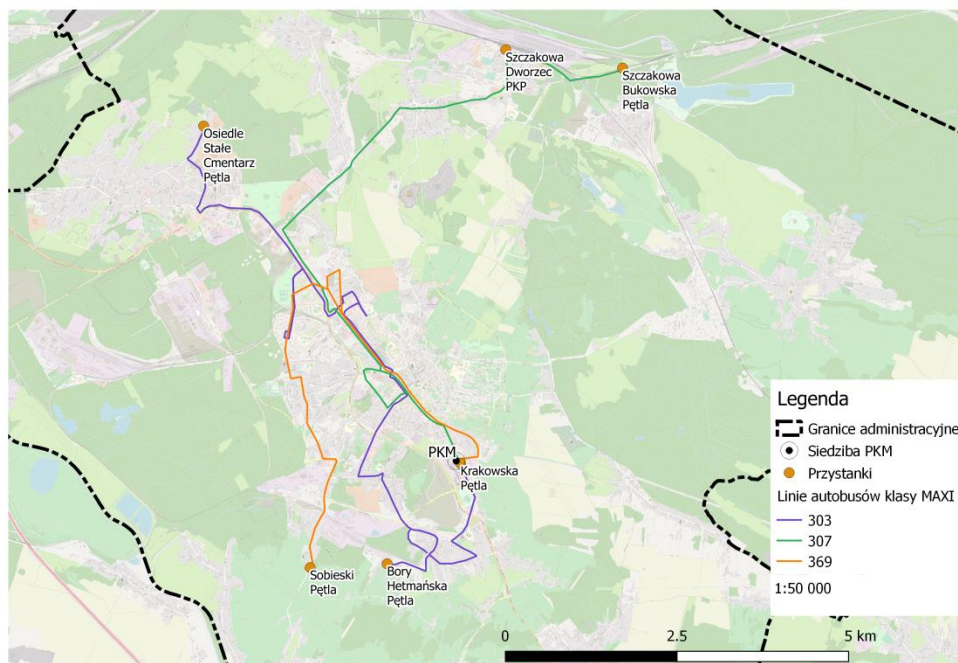 Szczakowa
Dworzec
PKP
Szczakowa
Bukowska
Pętla
Osiedle
Stałe
Cmentarz
Pętla
PKM
Krakowska
Pętla
Sobieski
Pętla
Bory
Hetmańska
Pętla
Legenda
Granice administracyjne
Siedziba PKM
Przystanki
Linie autobusów klasy MAXI
303
307
369
1:50 000
0 2.5 5 km